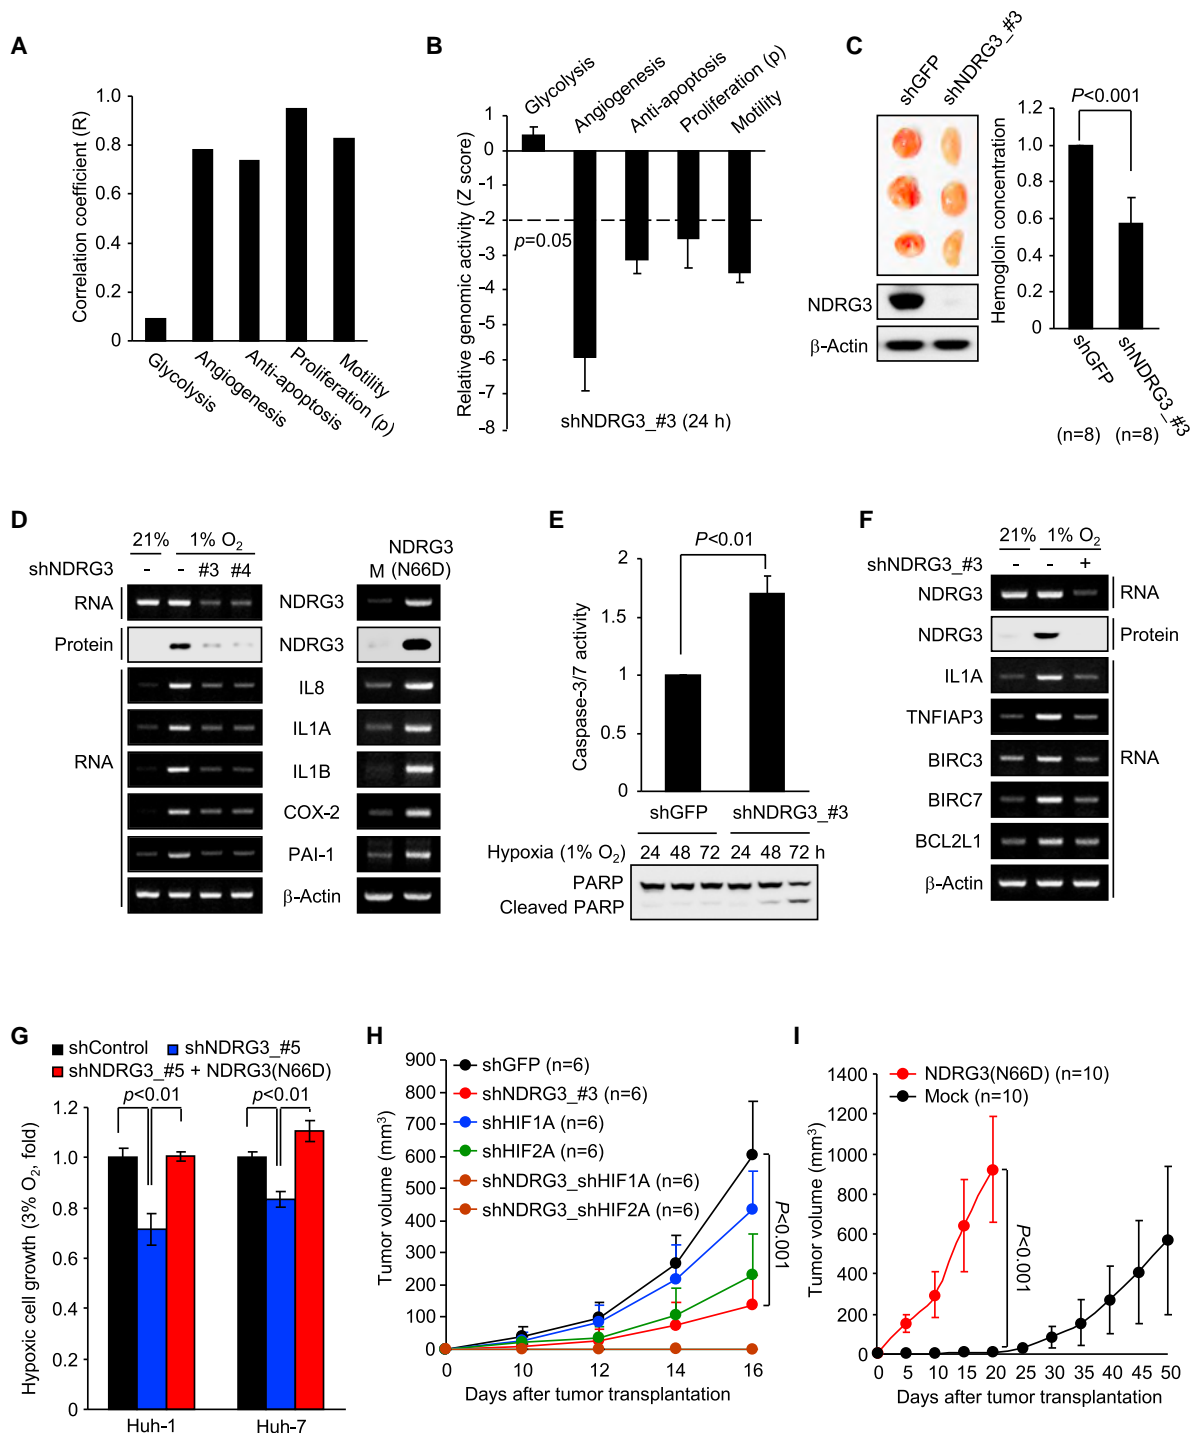 A
Correlation coefficient (R)
1
0.8
0.6
0.4
0.2
0
Glycolysis
Angiogenesis
Anti-apoptosis
Proliferation (p)
Motility
B
Relative genomic activity (Z score)
Glycolysis
Angiogenesis
Anti-apoptosis
Proliferation (p)
Motility
1
0
-1
-2
-3
-4
-5
-6
-7
-8
p=0.05
shNDRG3_#3 (24 h)
C
shGFP
shNDRG3_#3
NDRG3
β-Actin
P<0.001
Hemogloin concentration
1.2
1.0
0.8
0.6
0.4
0.2
0
shGFP
shNDRG3_#3
(n=8) (n=8)
D
21% 1% O2
shNDRG3 - - #3 #4
NDRG3
(N66D)
M
RNA NDRG3
Protein NDRG3
IL8
IL1A
RNA IL1B
COX-2
PAI-1
β-Actin
E
P<0.01
Caspase-3/7 activity
2
1.5
1
0.5
0
shGFP shNDRG3_#3
Hypoxia (1% O2) 24 48 72 24 48 72 h
PARP
Cleaved PARP
F
21% 1% O2
shNDRG3_#3 - - +
NDRG3 RNA
NDRG3 Protein
IL1A
TNFIAP3
BIRC3 RNA
BIRC7
BCL2L1
β-Actin
G
shControl shNDRG3_#5
shNDRG3_#5 + NDRG3(N66D)
p<0.01 p<0.01
Hypoxic cell growth (3% O2, fold)
1.2
1.0
0.8
0.6
0.4
0.2
0
Huh-1 Huh-7
H
Tumor volume (mm3)
900
800
700
600
500
400
300
200
100
0
shGFP (n=6)
shNDRG3_#3 (n=6)
shHIF1A (n=6)
shHIF2A (n=6)
shNDRG3_shHIF1A (n=6)
shNDRG3_shHIF2A (n=6)
P<0.001
0 10 12 14 16
Days after tumor transplantation
I
Tumor volume (mm3)
1400
1200
1000
800
600
400
200
0
NDRG3(N66D) (n=10)
Mock (n=10)
P<0.001
0 5 10 15 20 25 30 35 40 45 50
Days after tumor transplantation